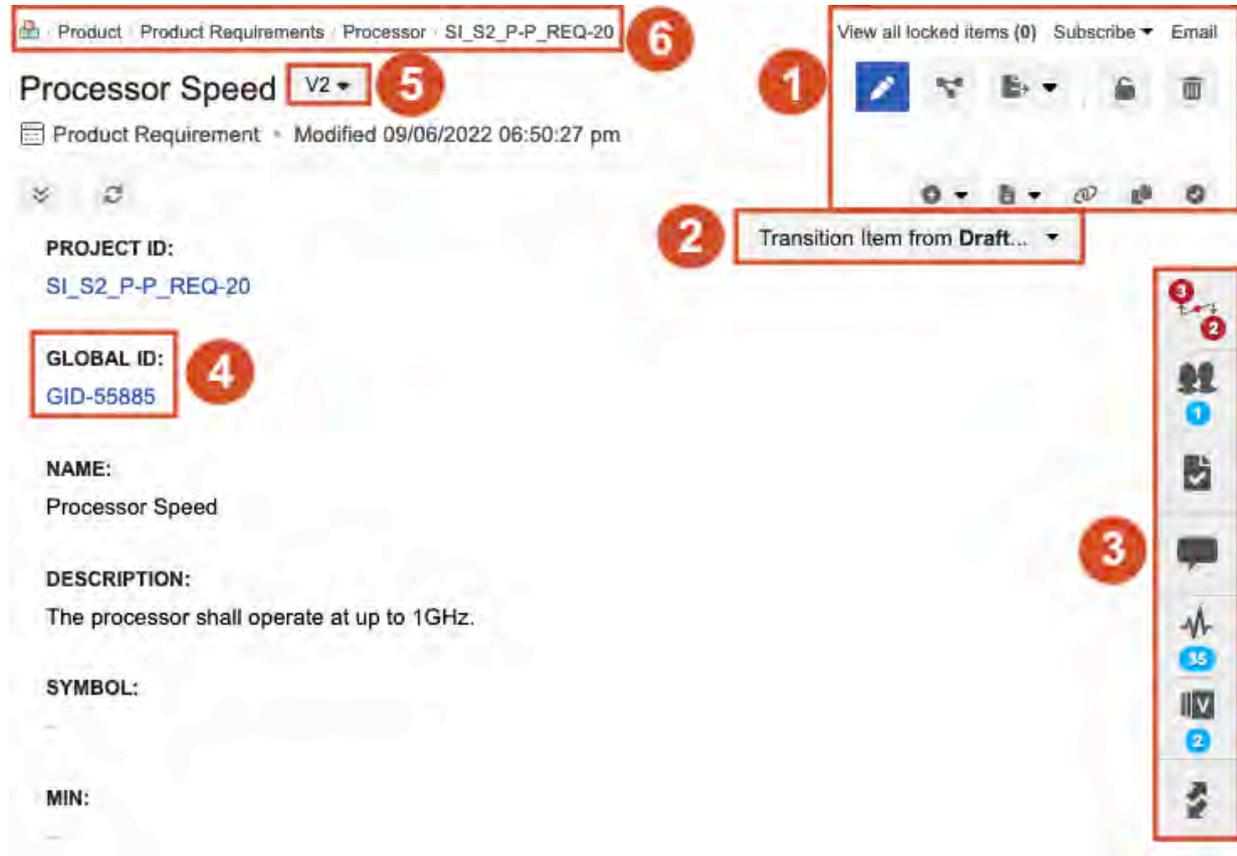 Product Product Requirements Processor SI_S2_P-P_REQ-20
6
View all locked items (0) Subscribe Email
Processor Speed V2
5
1
Product Requirement • Modified 09/06/2022 06:50:27 pm
2
Transition Item from Draft...
PROJECT ID:
SI_S2_P-P_REQ-20
3
2
GLOBAL ID:
GID-55885
4
1
NAME:
Processor Speed
3
DESCRIPTION:
The processor shall operate at up to 1GHz.
35
SYMBOL:
--
V
2
MIN:
--